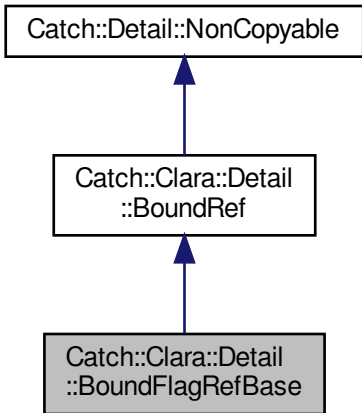 Catch::Detail::NonCopyable
Catch::Clara::Detail
::BoundRef
Catch::Clara::Detail
::BoundFlagRefBase